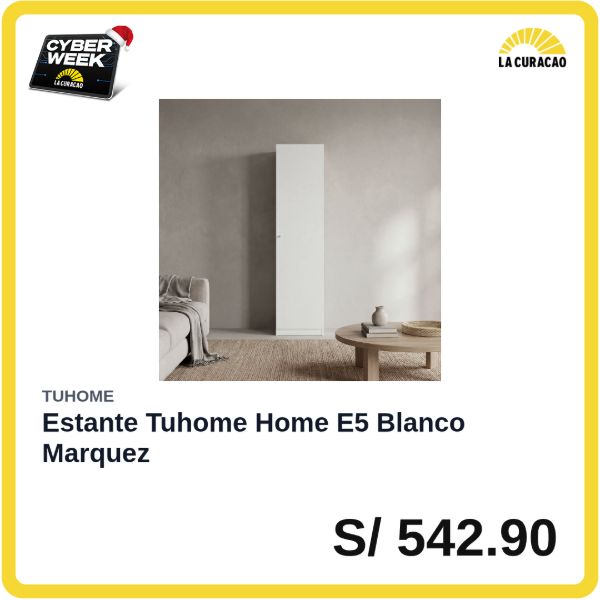 CYBER
WEEK
LA CURACAO
LA CURACAO
TUHOME
Estante Tuhome Home E5 Blanco
Marquez
S/ 542.90